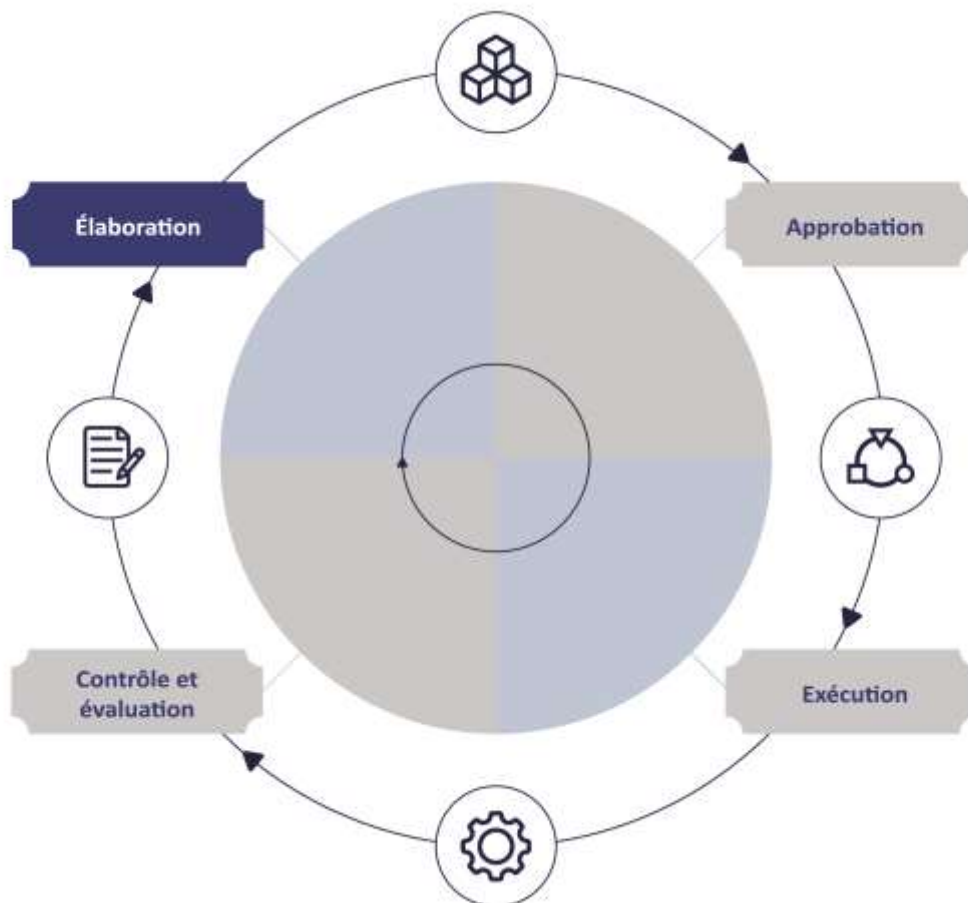 Élaboration
Approbation
Contrôle et
évaluation
Exécution